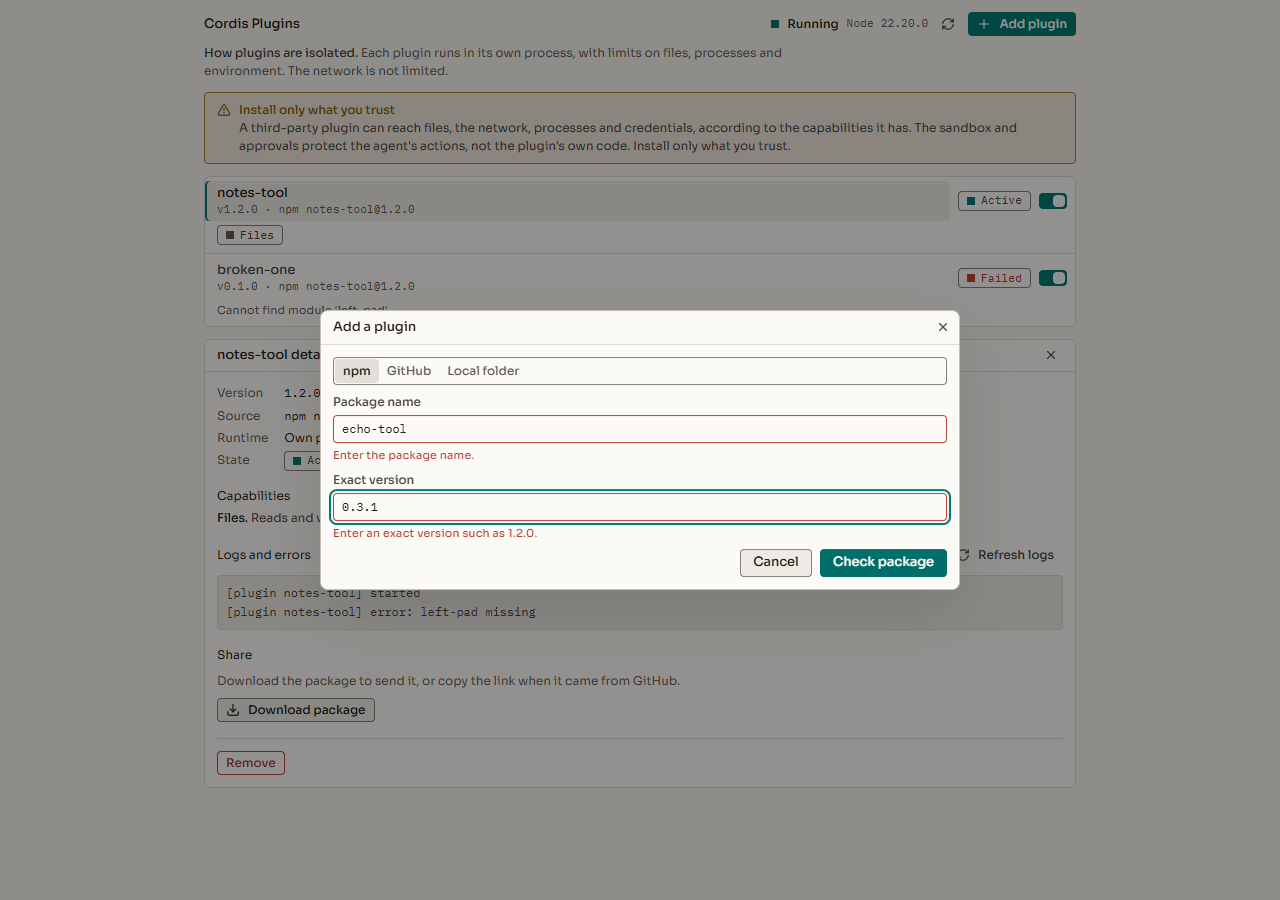 Cordis Plugins
Running Node 22.20.0
Add plugin
How plugins are isolated. Each plugin runs in its own process, with limits on files, processes and
environment. The network is not limited.
Install only what you trust
A third-party plugin can reach files, the network, processes and credentials, according to the capabilities it has. The sandbox and
approvals protect the agent's actions, not the plugin's own code. Install only what you trust.
notes-tool
v1.2.0 · npm notes-tool@1.2.0
Active
Files
broken-one
v0.1.0 · npm notes-tool@1.2.0
Failed
Cannot find module 'left-pad'
Add a plugin
npm GitHub Local folder
Package name
echo-tool
Enter the package name.
Exact version
0.3.1
Enter an exact version such as 1.2.0.
Cancel
Check package
notes-tool
Version 1.2.0
Source npm
Runtime Own
State
Capabilities
Files. Reads and
Logs and errors
Refresh logs
[plugin notes-tool] started
[plugin notes-tool] error: left-pad missing
Share
Download the package to send it, or copy the link when it came from GitHub.
Download package
Remove